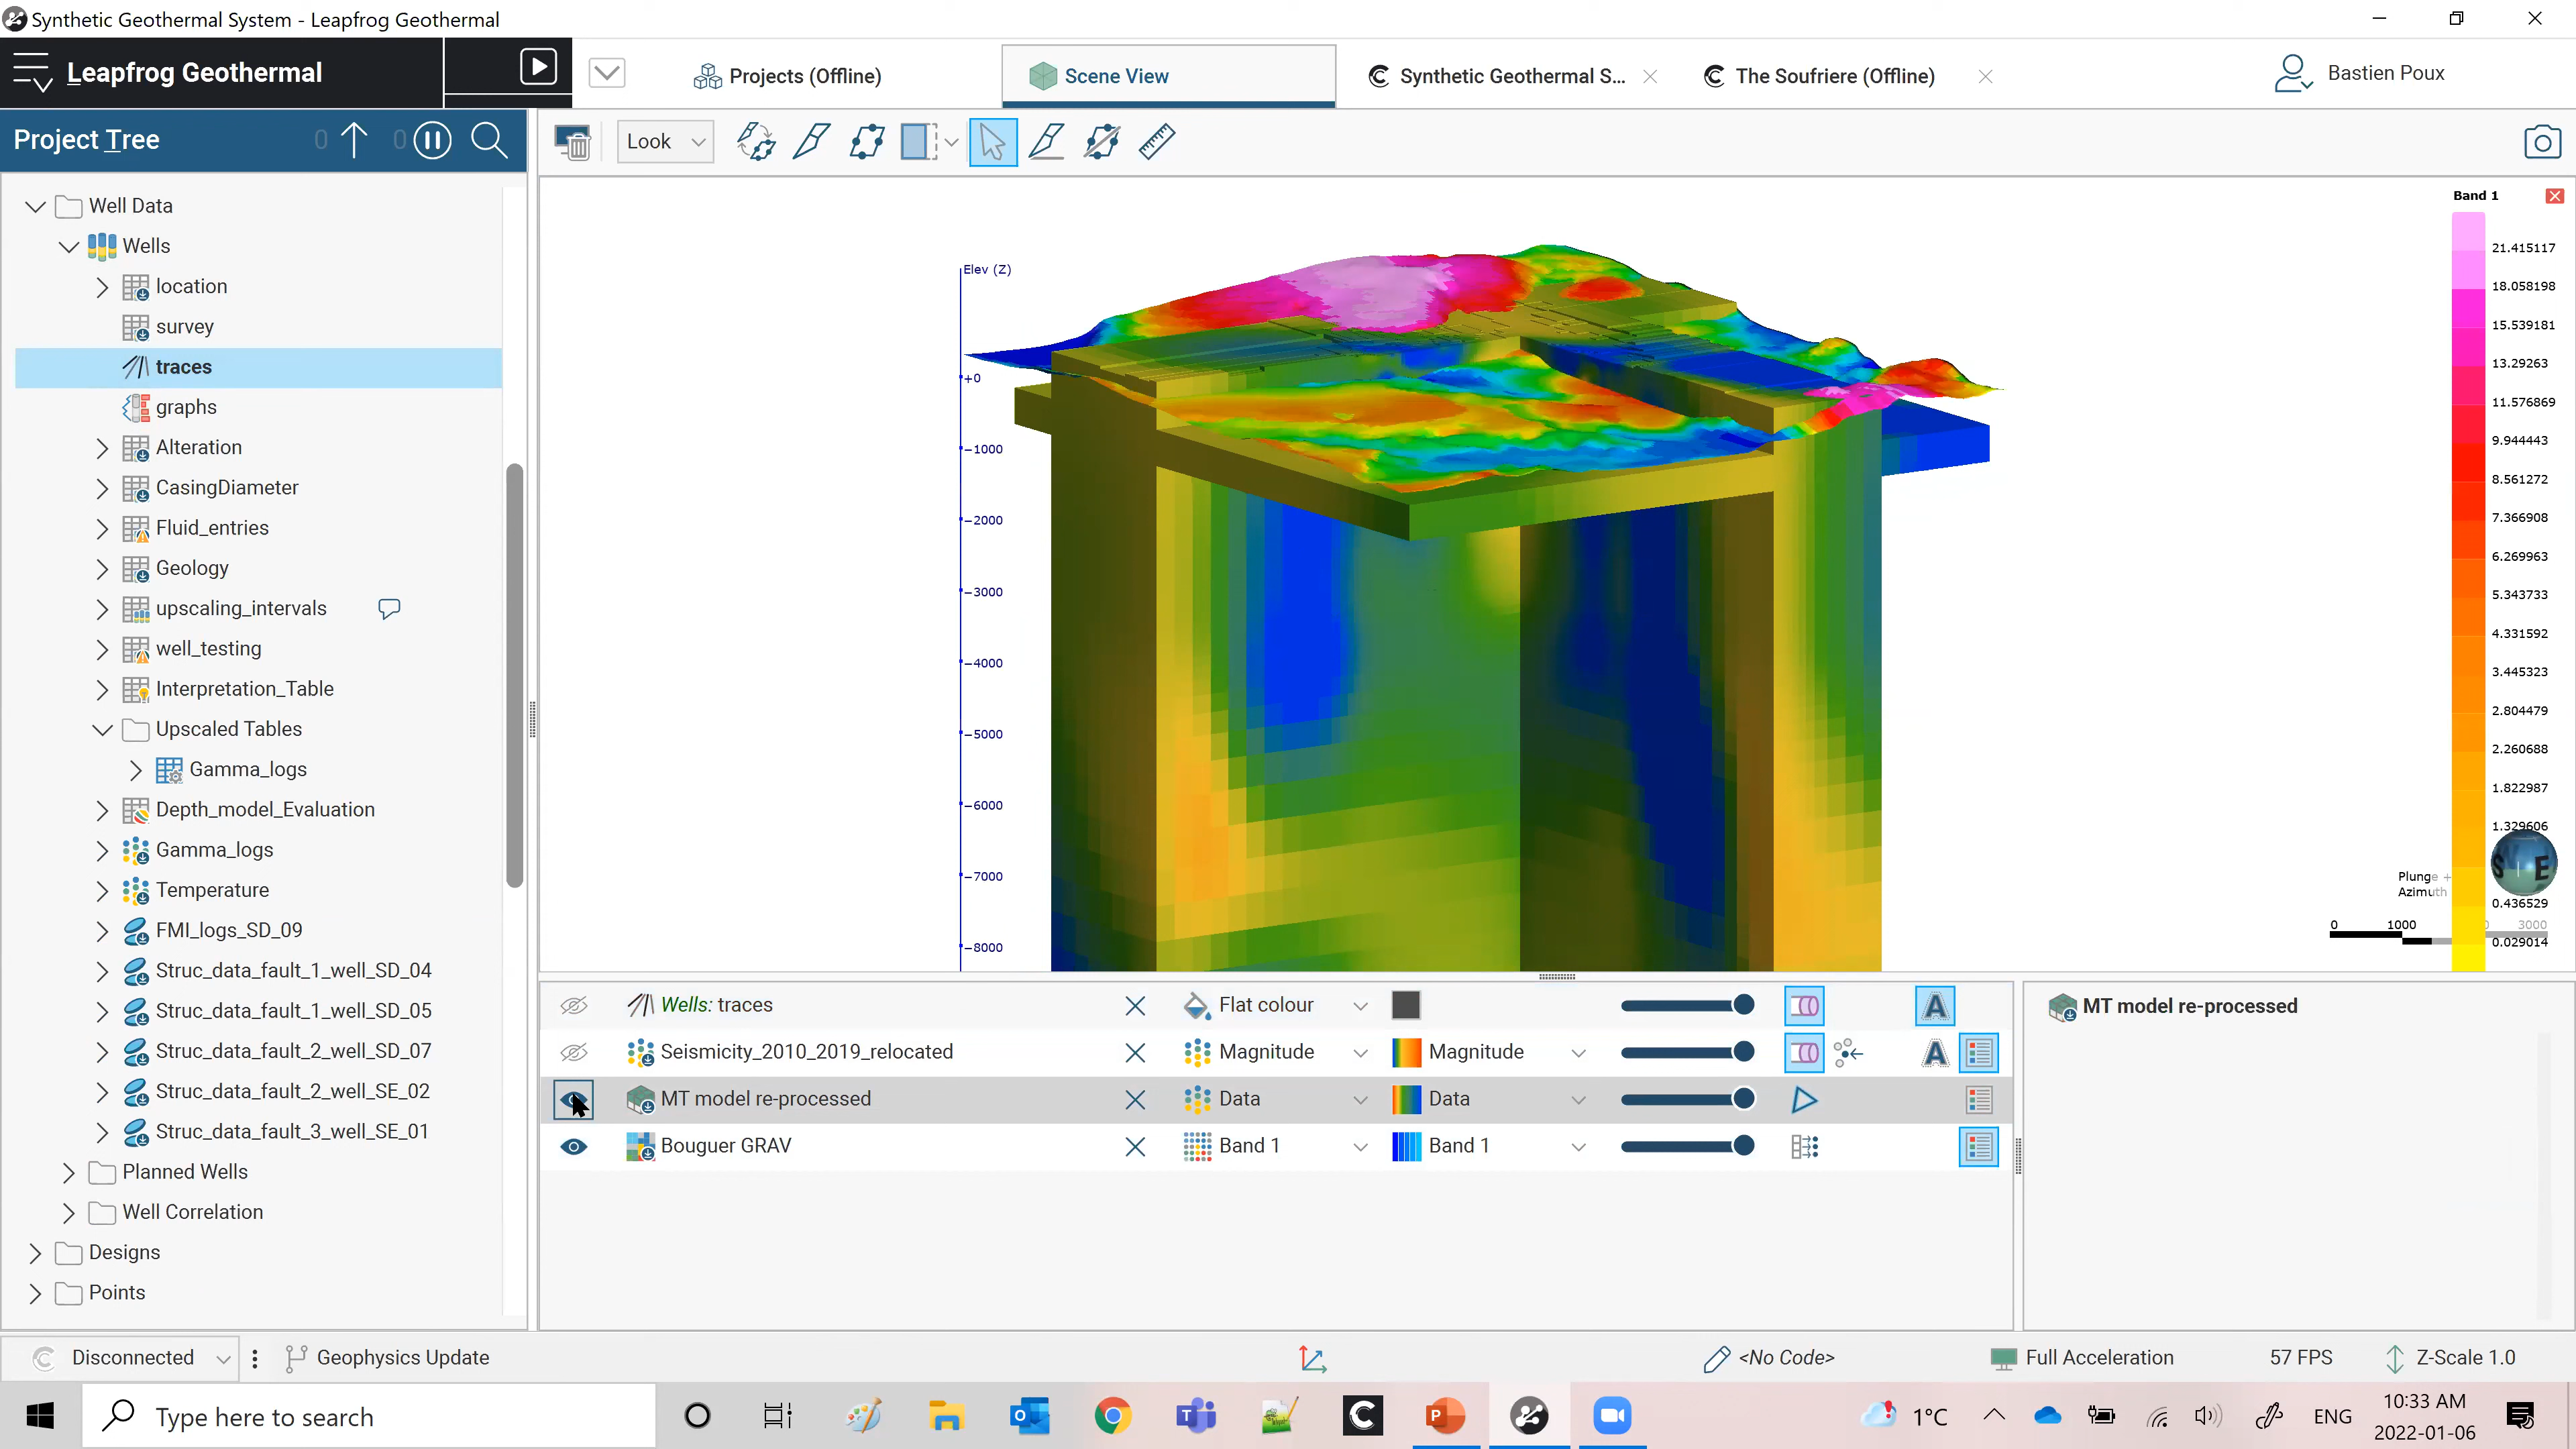 Synthetic Geothermal System - Leapfrog Geothermal
Leapfrog Geothermal
Projects (Offline)
Scene View
Synthetic Geothermal S...
The Soufriere (Offline)
Bastien Poux
Project Tree
0
0
Look
Well Data
Wells
location
survey
traces
graphs
Alteration
CasingDiameter
Fluid_entries
Geology
upscaling_intervals
well_testing
Interpretation_Table
Upscaled Tables
Gamma_logs
Depth_model_Evaluation
Gamma_logs
Temperature
FMI_logs_SD_09
Struc_data_fault_1_well_SD_04
Struc_data_fault_1_well_SD_05
Struc_data_fault_2_well_SD_07
Struc_data_fault_2_well_SE_02
Struc_data_fault_3_well_SE_01
Planned Wells
Well Correlation
Designs
Points
Elev (Z)
+0
-1000
-2000
-3000
-4000
-5000
-6000
-7000
-8000
Band 1
21.415117
18.058198
15.539181
13.29263
11.576869
9.944443
8.561272
7.366908
6.269963
5.343733
4.331592
3.445323
2.804479
2.260688
1.822987
1.329606
0.436529
0.029014
S E
Plunge +
Azimuth
0 1000 3000
Wells: traces
Flat colour
Seismicity_2010_2019_relocated
Magnitude
Magnitude
MT model re-processed
Data
Data
Bouguer GRAV
Band 1
Band 1
MT model re-processed
Disconnected
Geophysics Update
<No Code>
Full Acceleration
57 FPS
Z-Scale 1.0
Type here to search
1°C
ENG
10:33 AM
2022-01-06